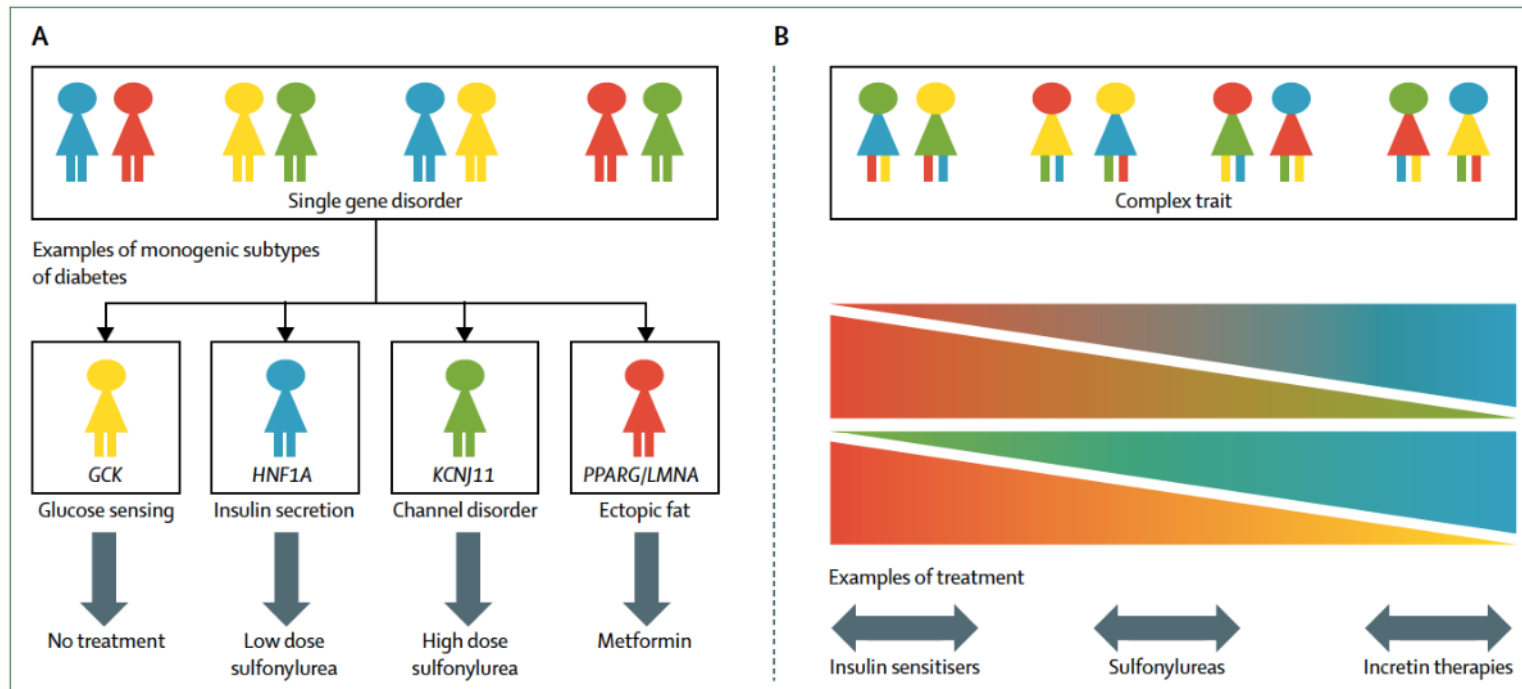 A
Single gene disorder
Examples of monogenic subtypes
of diabetes
GCK
HNF1A
KCNJ11
PPARG/LMNA
Glucose sensing
Insulin secretion
Channel disorder
Ectopic fat
No treatment
Low dose
sulfonylurea
High dose
sulfonylurea
Metformin
B
Complex trait
Examples of treatment
Insulin sensitisers
Sulfonylureas
Incretin therapies